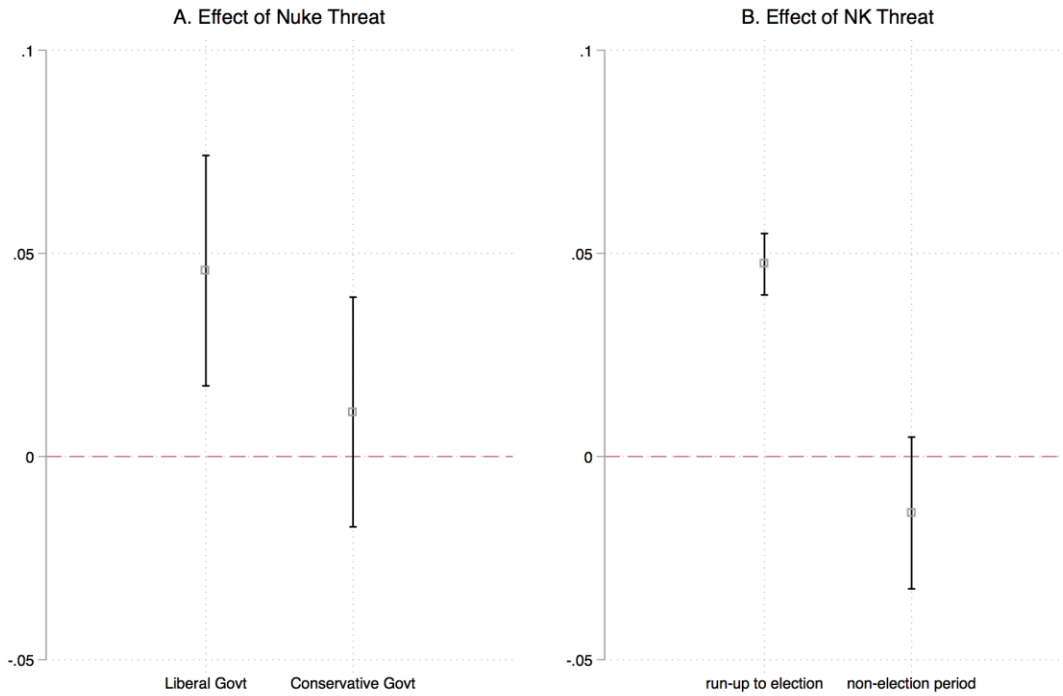 A. Effect of Nuke Threat
.1
.05
0
-.05
Liberal Govt
Conservative Govt
B. Effect of NK Threat
.1
.05
0
-.05
run-up to election
non-election period